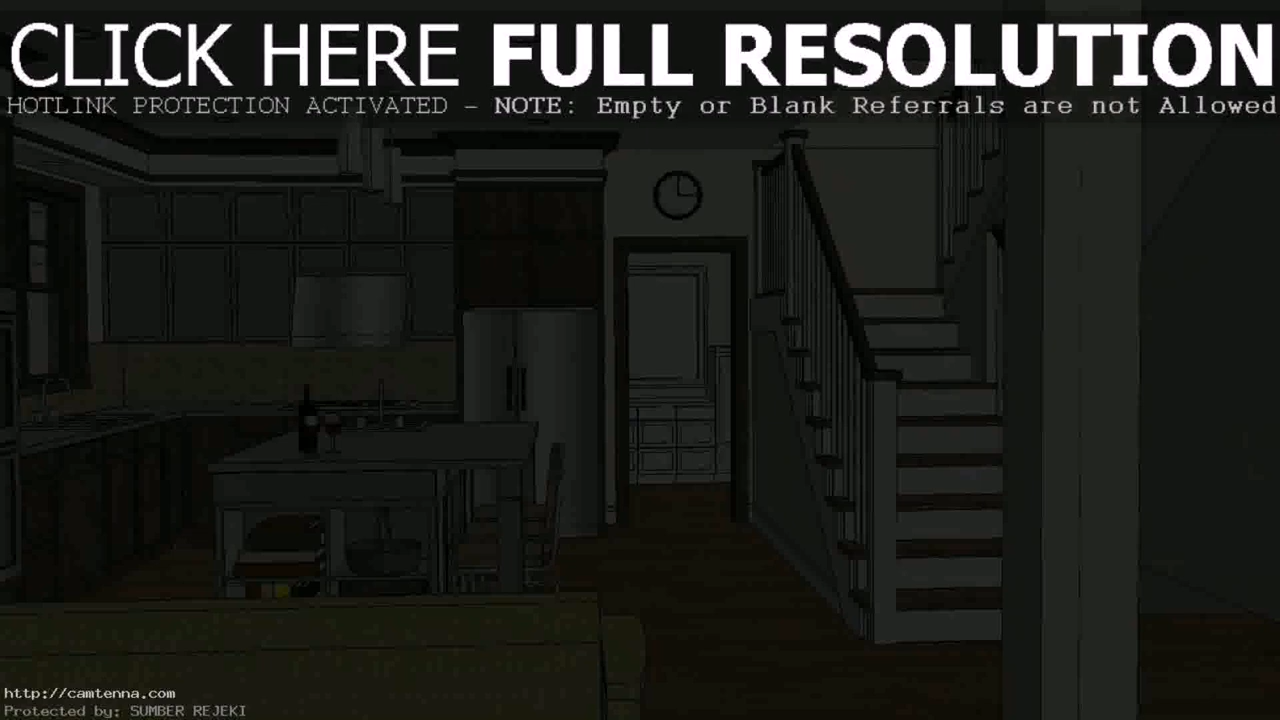 CLICK HERE FULL RESOLUTION
HOTLINK PROTECTION ACTIVATED - NOTE: Empty or Blank Referrals are not Allowed
http://camtenna.com
Protected by: SUMBER REJEKI